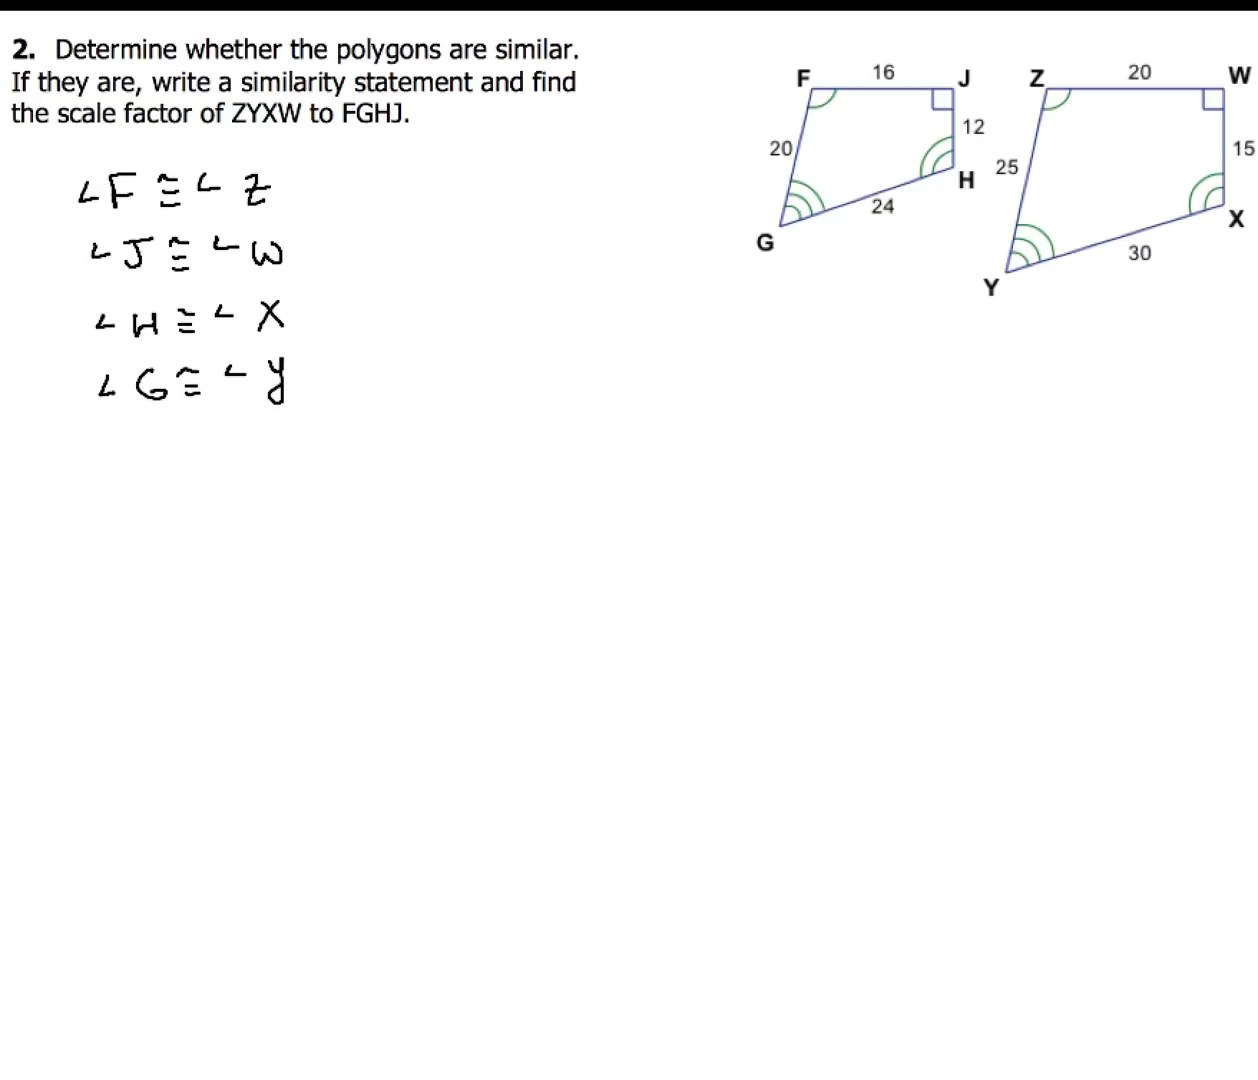 2. Determine whether the polygons are similar.
If they are, write a similarity statement and find
the scale factor of ZYXW to FGHJ.
F 16 J Z 20 W
12
20 15
25
H
24
X
G
30
Y
∠F ≅ ∠Z
∠J ≅ ∠W
∠H ≅ ∠X
∠G ≅ ∠Y